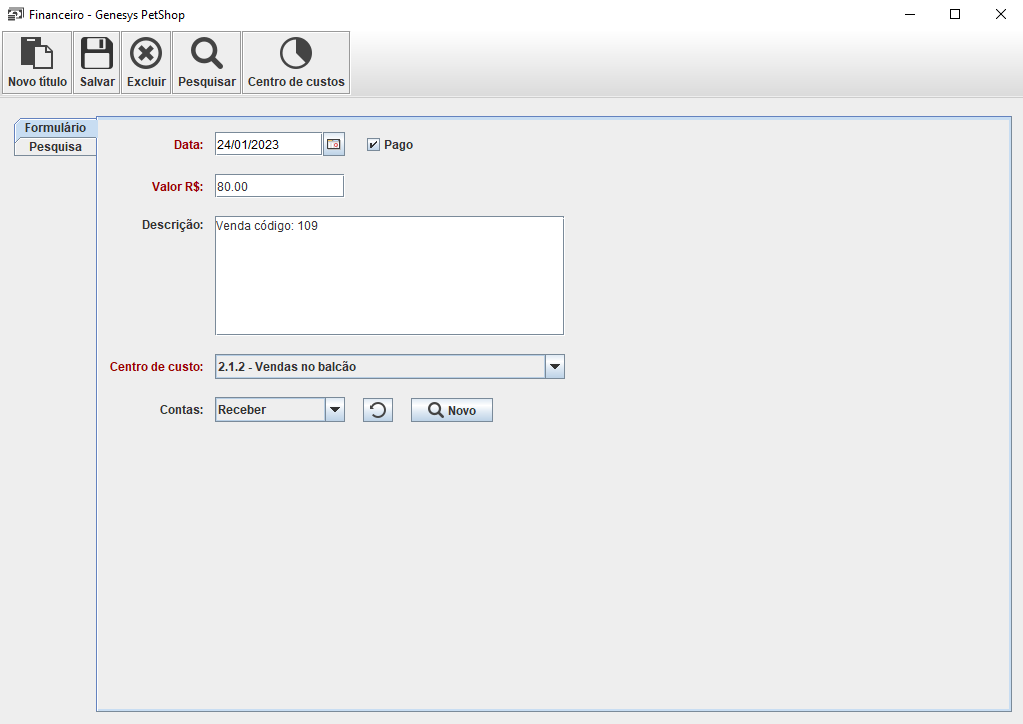 Financeiro - Genesys PetShop
Novo título Salvar Excluir Pesquisar Centro de custos
Formulário
Pesquisa
Data: 24/01/2023 Pago
Valor R$: 80.00
Descrição: Venda código: 109
Centro de custo: 2.1.2 - Vendas no balcão
Contas: Receber Novo